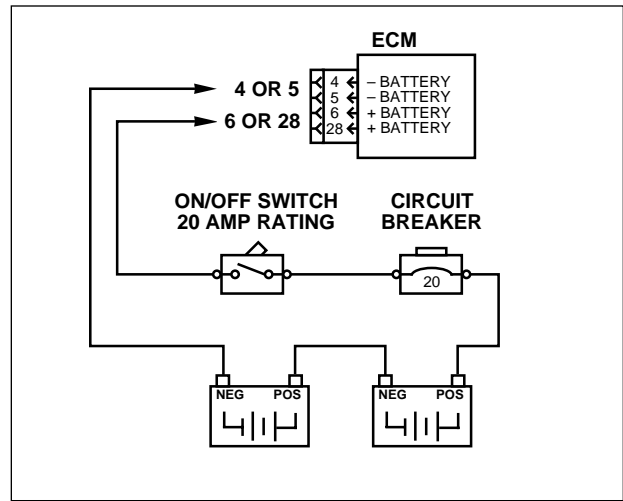 ECM
4 OR 5
6 OR 28
4 – BATTERY
5 – BATTERY
6 + BATTERY
28 + BATTERY
ON/OFF SWITCH
20 AMP RATING
CIRCUIT
BREAKER
20
NEG POS
NEG POS